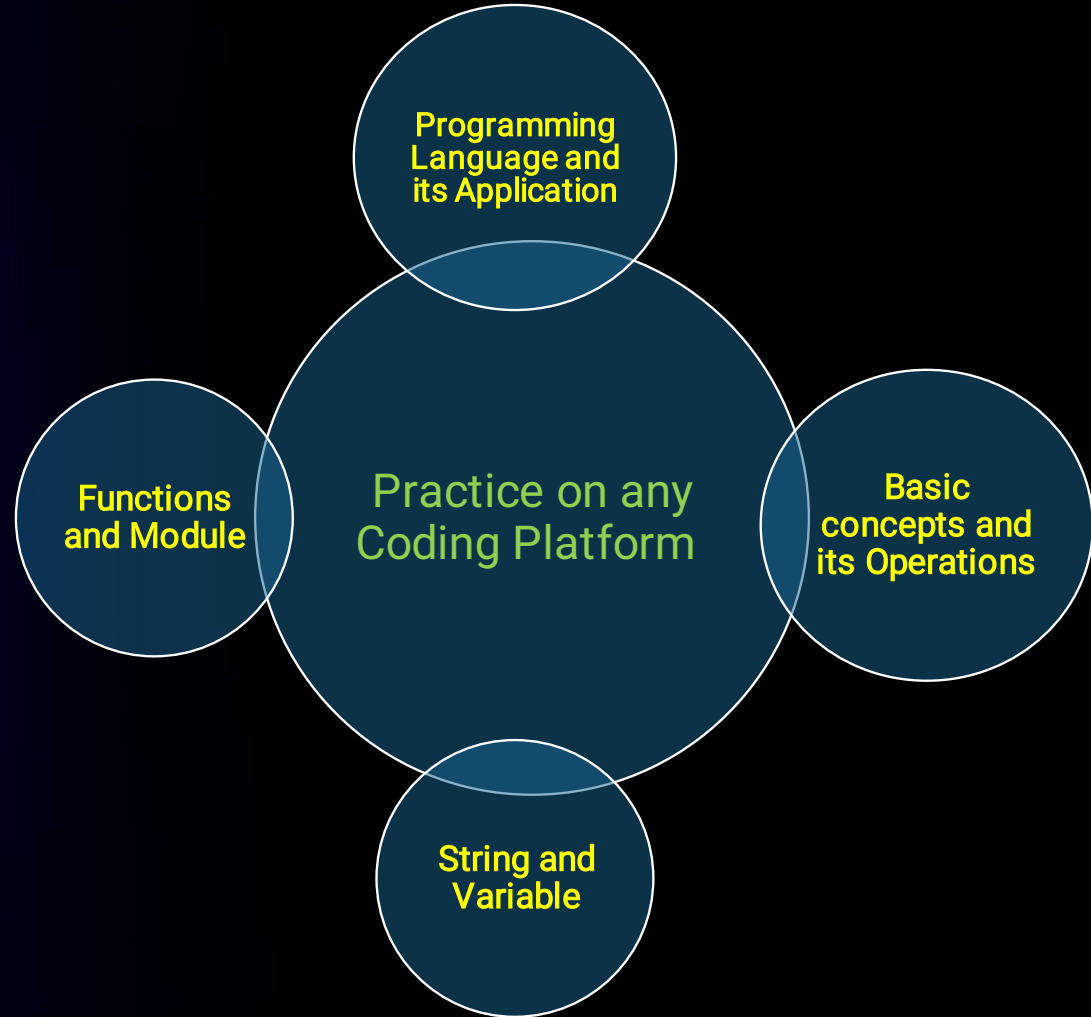 Programming
Language and
its Application
Functions
and Module
Practice on any
Coding Platform
Basic
concepts and
its Operations
String and
Variable